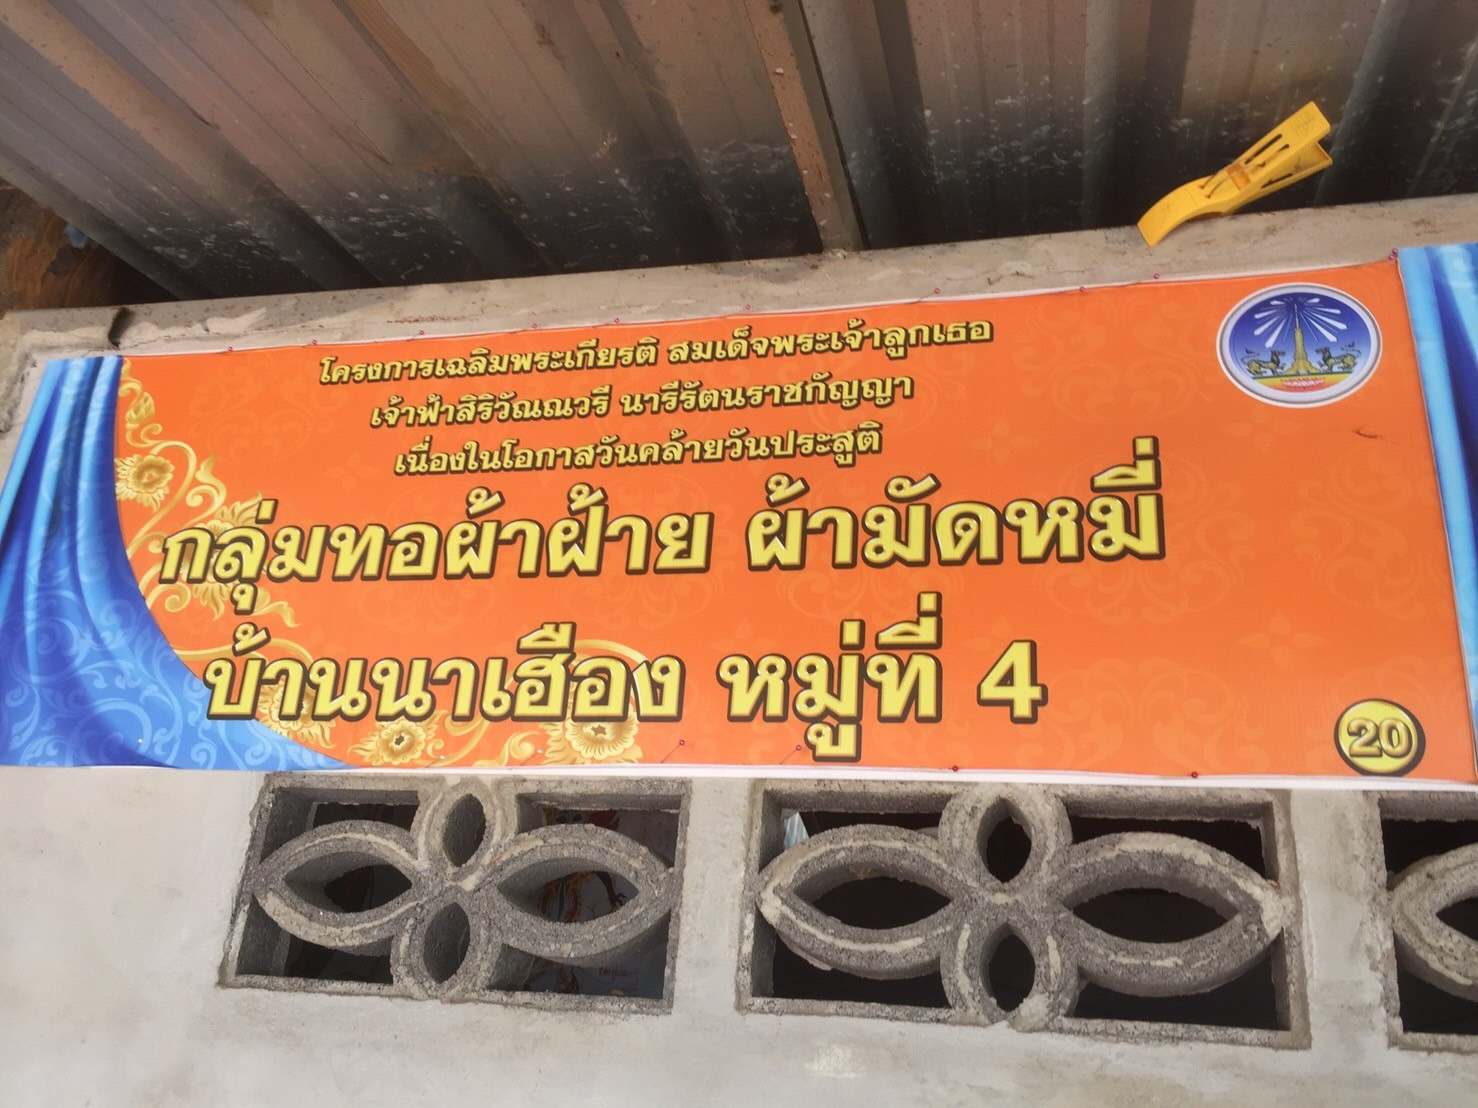 โครงการเฉลิมพระเกียรติ สมเด็จพระเจ้าลูกเธอ
เจ้าฟ้าสิริวัณณวรี นารีรัตนราชกัญญา
เนื่องในโอกาสวันคล้ายวันประสูติ
กลุ่มทอผ้าฝ้าย ผ้ามัดหมี่
บ้านนาเฮือง หมู่ที่ 4
20